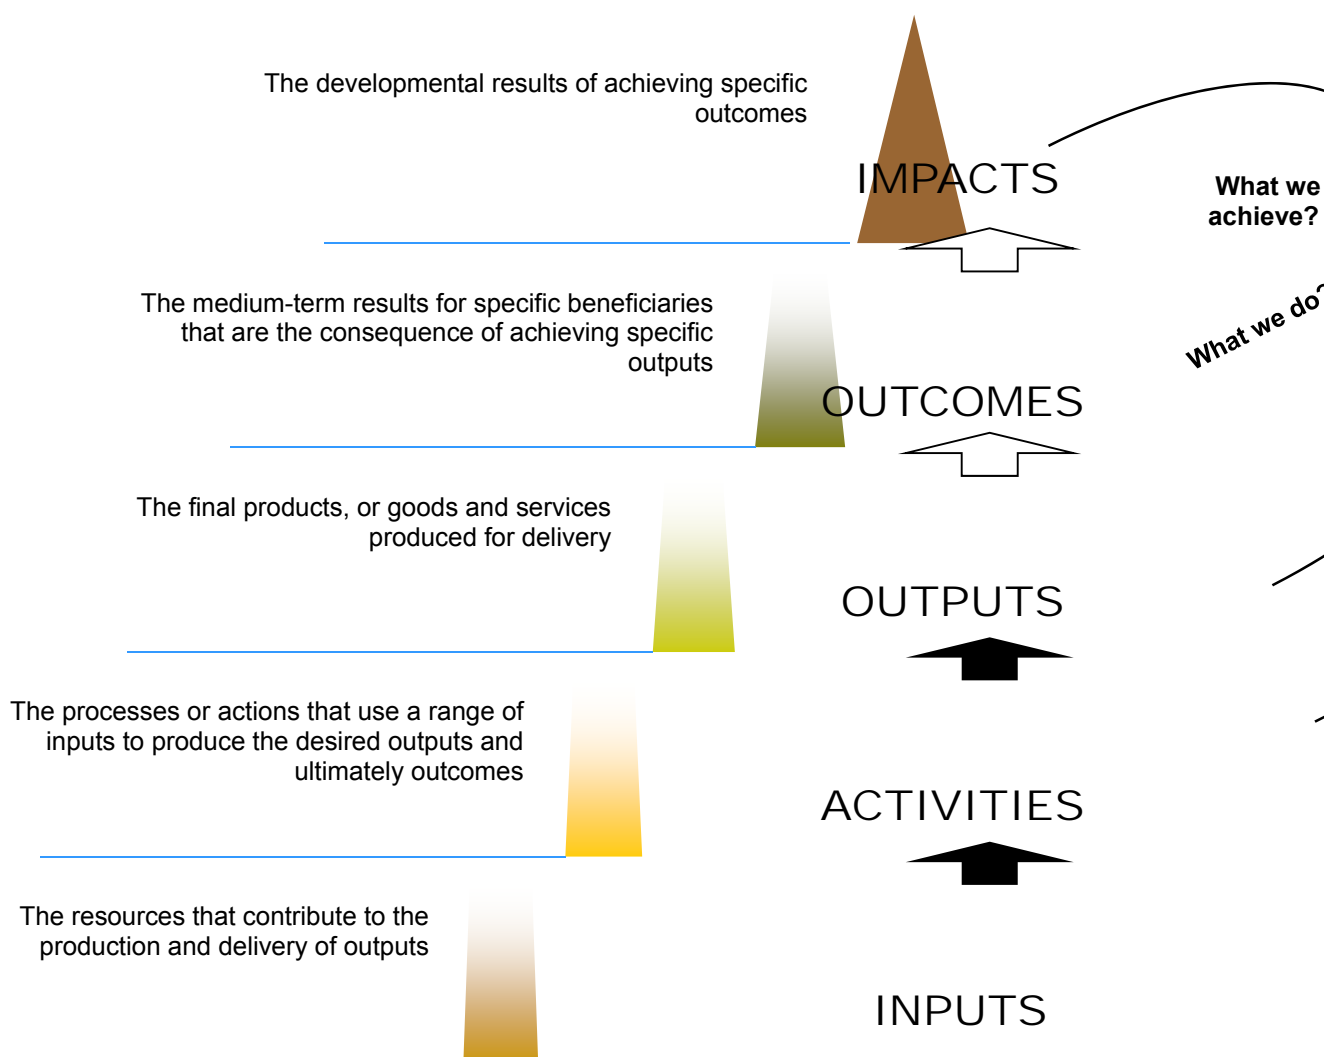 The developmental results of achieving specific
outcomes
IMPACTS
What we
achieve?
The medium-term results for specific beneficiaries
that are the consequence of achieving specific
outputs
What we do?
OUTCOMES
The final products, or goods and services
produced for delivery
OUTPUTS
The processes or actions that use a range of
inputs to produce the desired outputs and
ultimately outcomes
ACTIVITIES
The resources that contribute to the
production and delivery of outputs
INPUTS